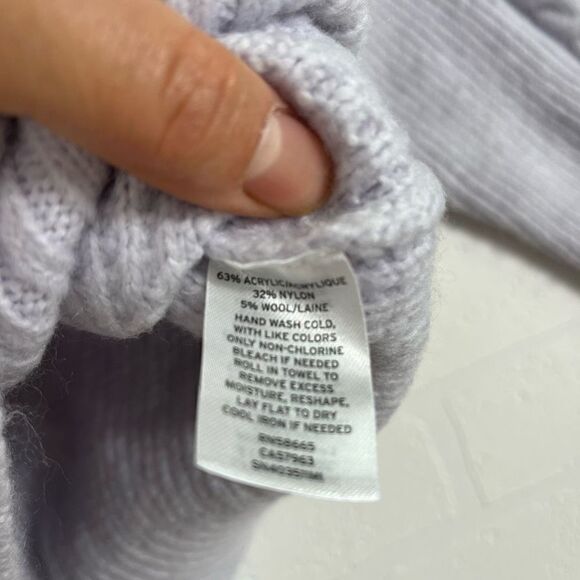 63% ACRYLIC/ACRYLIQUE
32% NYLON
5% WOOL/LAINE
HAND WASH COLD,
WITH LIKE COLORS
ONLY NON-CHLORINE
BLEACH IF NEEDED
ROLL IN TOWEL TO
REMOVE EXCESS
MOISTURE, RESHAPE,
LAY FLAT TO DRY
COOL IRON IF NEEDED
RN58665
CA57963